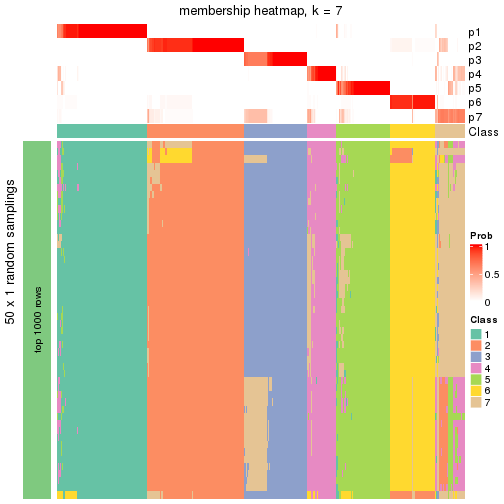 membership heatmap, k = 7
p1
p2
p3
p4
p5
p6
p7
Class
50 x 1 random samplings
top 1000 rows
Prob
1
0.5
0
Class
1
2
3
4
5
6
7